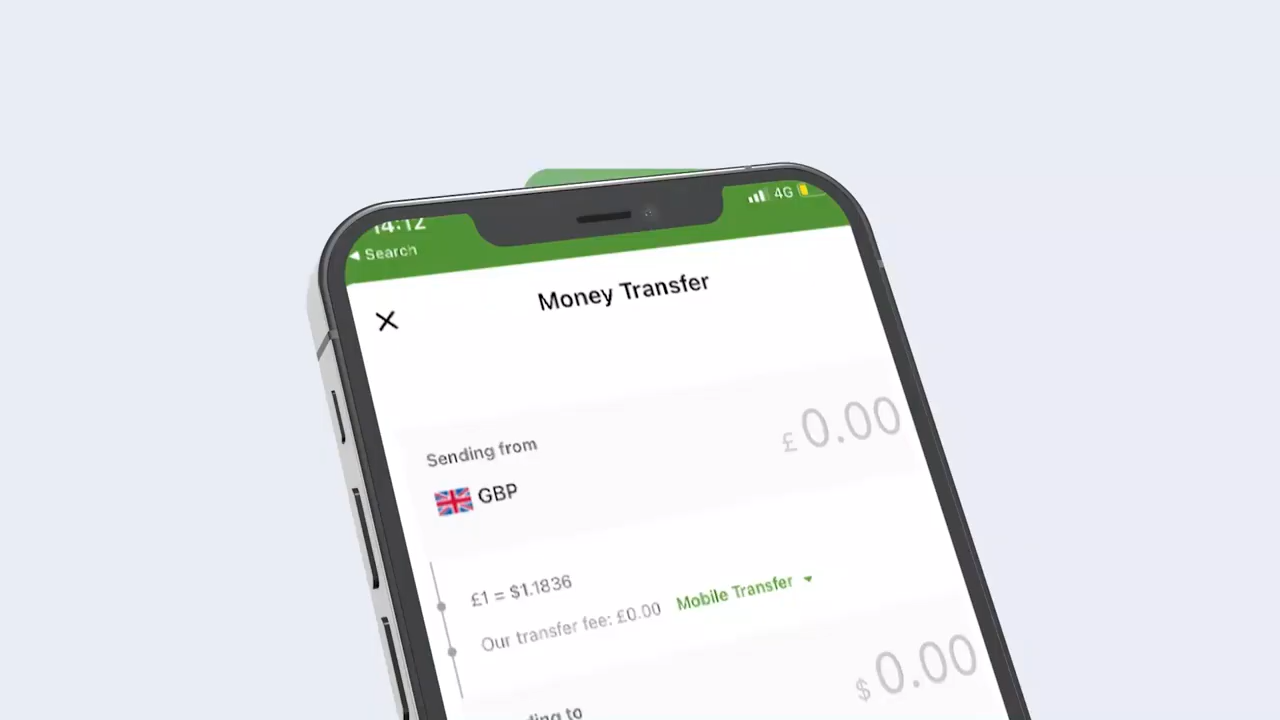 14:12
4G
◀ Search
Money Transfer
£ 0.00
Sending from
GBP
£1 = $1.1836
Our transfer fee: £0.00 Mobile Transfer
$ 0.00
to